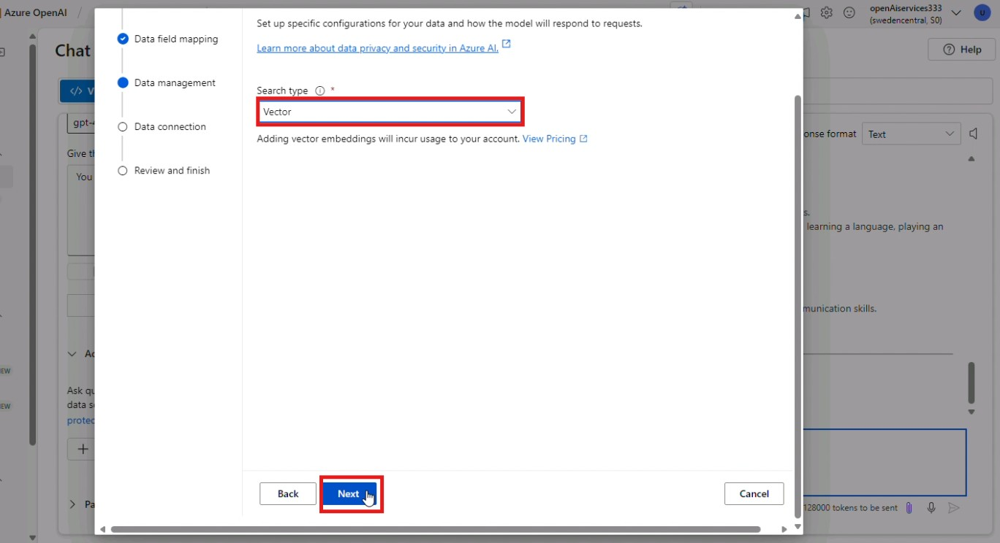 Azure OpenAI /
openAiservices333
(swedencentral, S0)
U
Chat
Help
</> V
gpt-4
Give th
You
Ac
Ask qu
data s
protec
Pa
EW
EW
Data field mapping
Data management
Data connection
Review and finish
Set up specific configurations for your data and how the model will respond to requests.
Learn more about data privacy and security in Azure AI.
Search type *
Vector
Adding vector embeddings will incur usage to your account. View Pricing
Back
Next
Cancel
onse format Text
s.
learning a language, playing an
munication skills.
128000 tokens to be sent